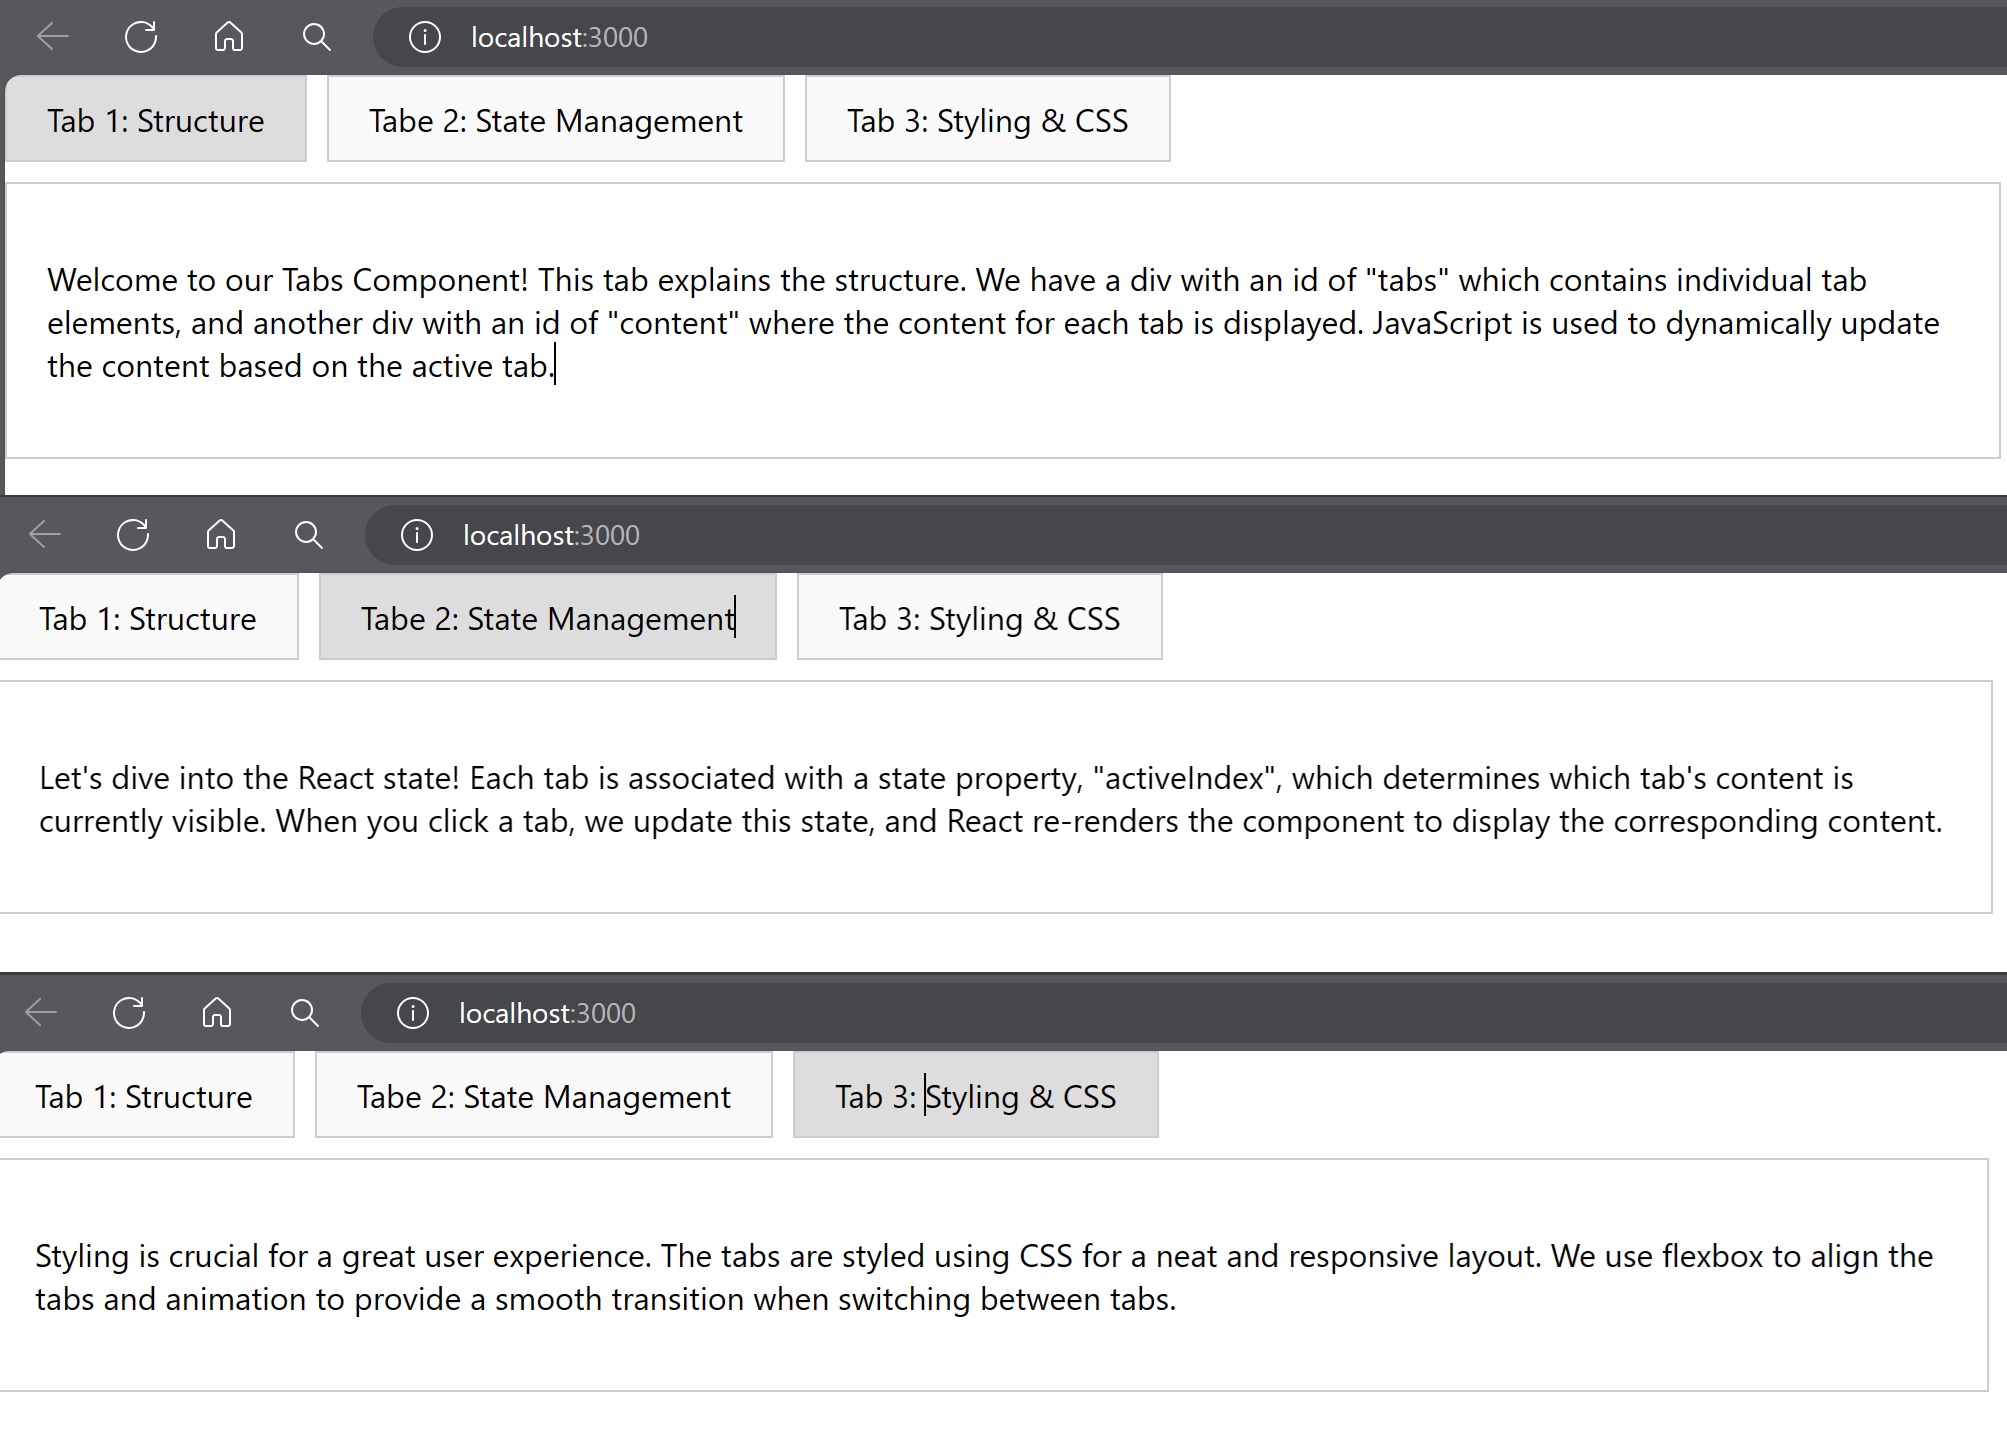 localhost:3000
Tab 1: Structure
Tabe 2: State Management
Tab 3: Styling & CSS
Welcome to our Tabs Component! This tab explains the structure. We have a div with an id of "tabs" which contains individual tab
elements, and another div with an id of "content" where the content for each tab is displayed. JavaScript is used to dynamically update
the content based on the active tab.
localhost:3000
Tab 1: Structure
Tabe 2: State Management
Tab 3: Styling & CSS
Let's dive into the React state! Each tab is associated with a state property, "activeIndex", which determines which tab's content is
currently visible. When you click a tab, we update this state, and React re-renders the component to display the corresponding content.
localhost:3000
Tab 1: Structure
Tabe 2: State Management
Tab 3: Styling & CSS
Styling is crucial for a great user experience. The tabs are styled using CSS for a neat and responsive layout. We use flexbox to align the
tabs and animation to provide a smooth transition when switching between tabs.